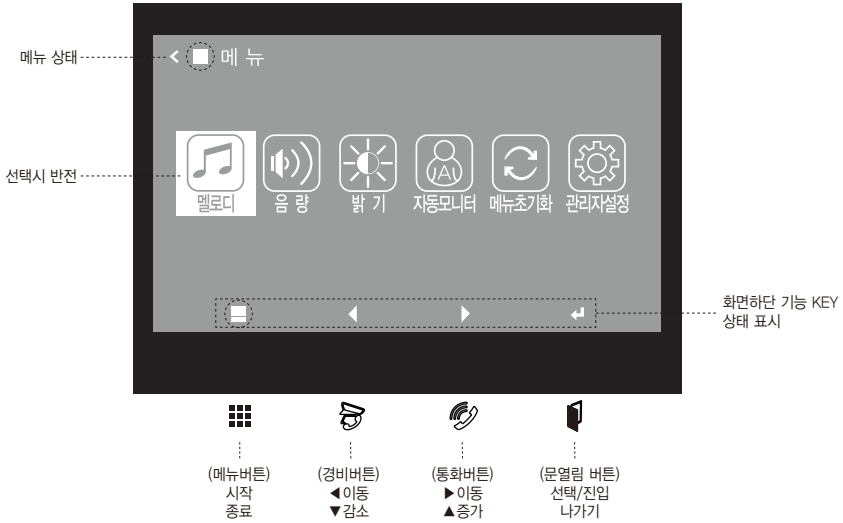 메뉴 상태
< 메 뉴
선택시 반전
멜로디 음 량 밝 기 자동모니터 메뉴초기화 관리자설정
화면하단 기능 KEY
상태 표시
(메뉴버튼)
시작
종료
(경비버튼)
◀이동
▼감소
(통화버튼)
▶이동
▲증가
(문열림 버튼)
선택/진입
나가기